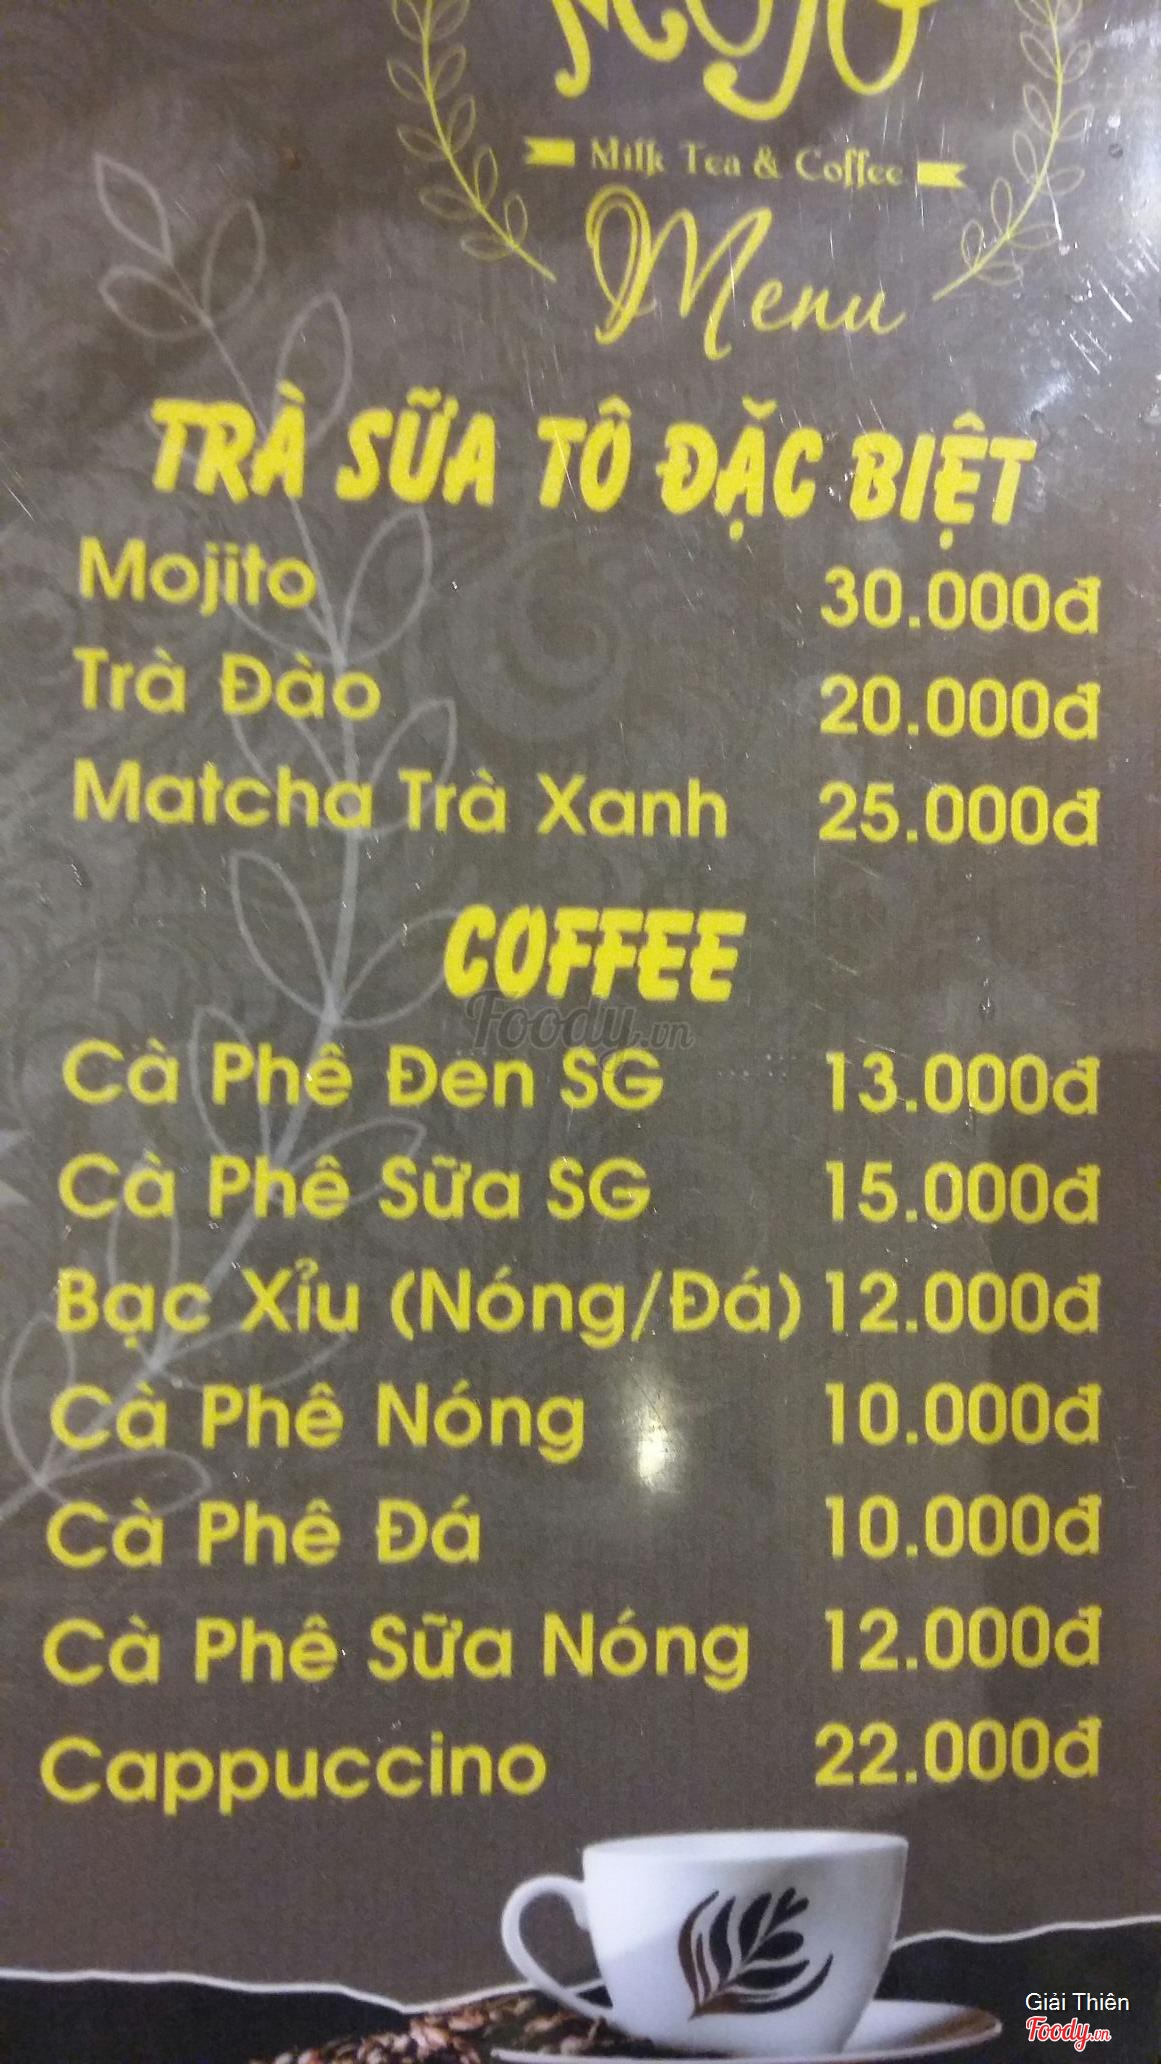 MOJO
Milk Tea & Coffee
Menu
TRÀ SỮA TÔ ĐẶC BIỆT
Mojito 30.000đ
Trà Đào 20.000đ
Matcha Trà Xanh 25.000đ
COFFEE
Foody.vn
Cà Phê Đen SG 13.000đ
Cà Phê Sữa SG 15.000đ
Bạc Xỉu (Nóng/Đá) 12.000đ
Cà Phê Nóng 10.000đ
Cà Phê Đá 10.000đ
Cà Phê Sữa Nóng 12.000đ
Cappuccino 22.000đ
Giải Thiên
Foody.vn